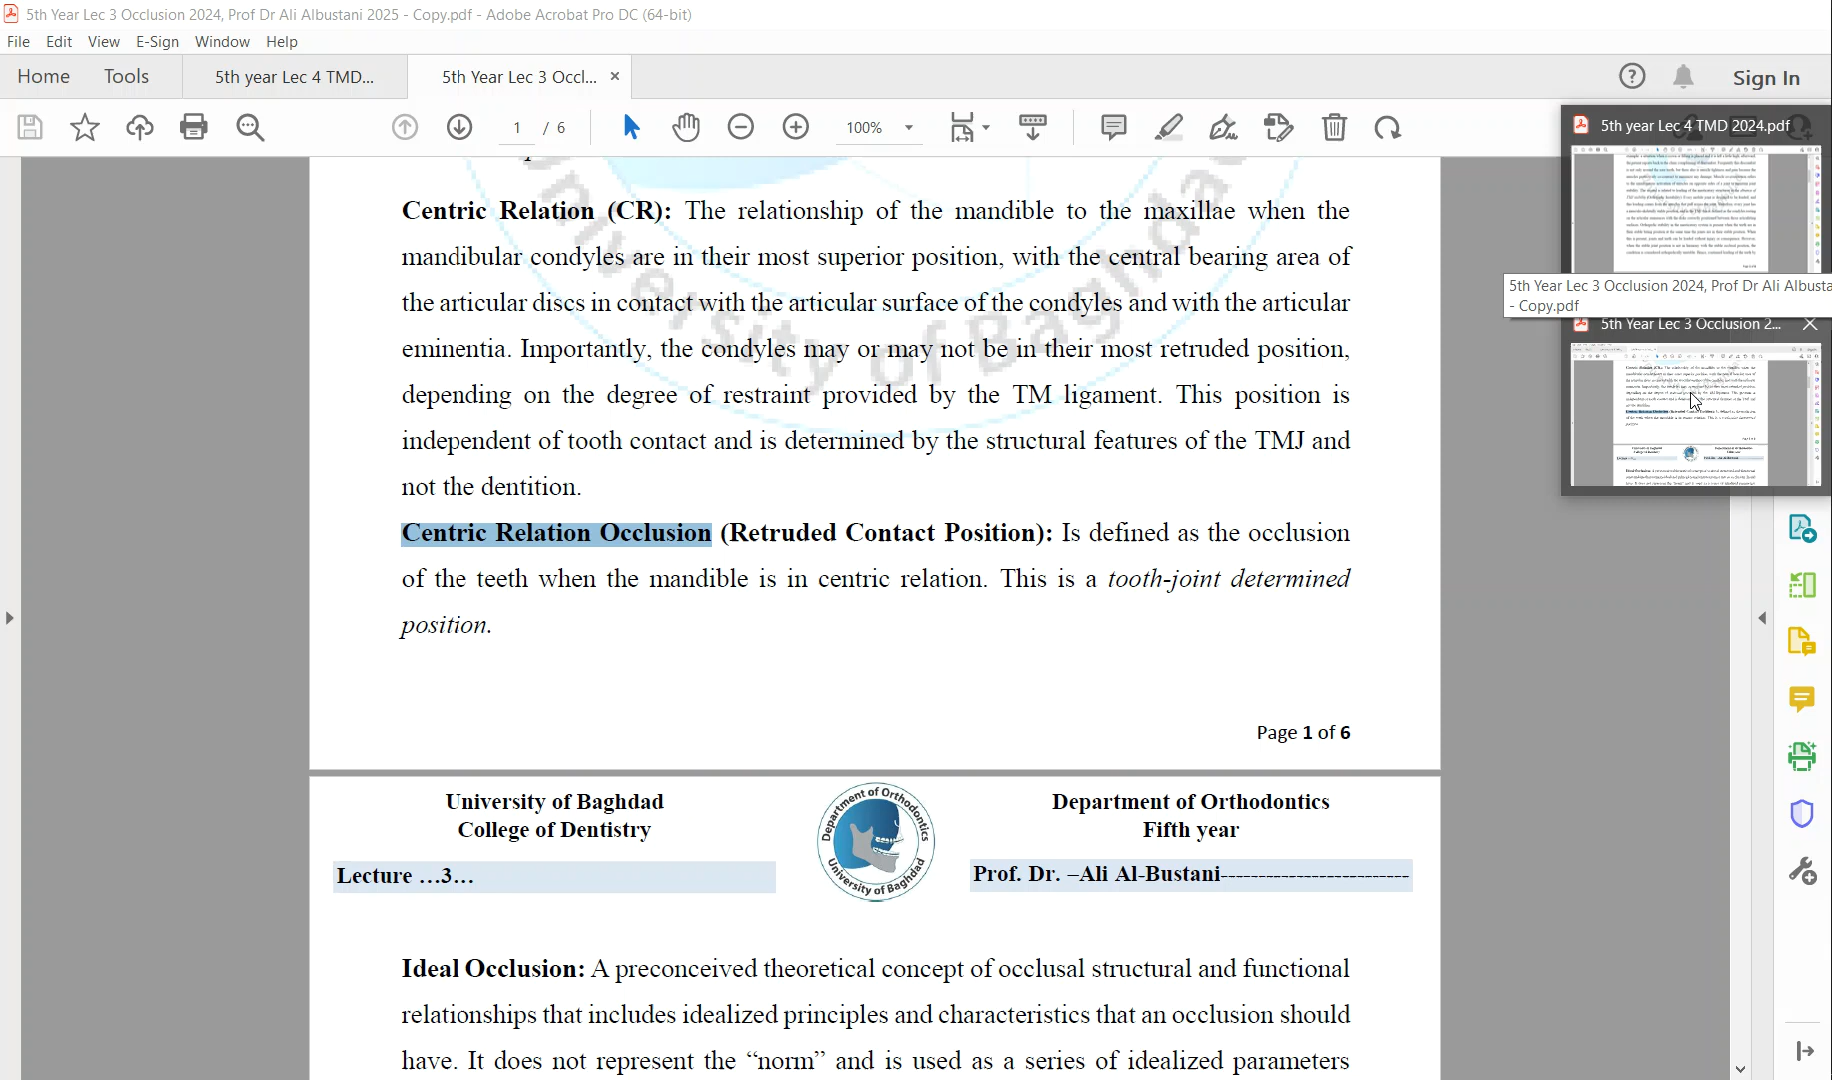 5th Year Lec 3 Occlusion 2024, Prof Dr Ali Albustani 2025 - Copy.pdf - Adobe Acrobat Pro DC (64-bit)
File Edit View E-Sign Window Help
Home Tools 5th year Lec 4 TMD... 5th Year Lec 3 Occl... Sign In
1 / 6 100%
5th year Lec 4 TMD 2024.pdf
5th Year Lec 3 Occlusion 2024, Prof Dr Ali Albusta
- Copy.pdf
5th Year Lec 3 Occlusion 2...
University of Baghdad
Centric Relation (CR): The relationship of the mandible to the maxillae when the
mandibular condyles are in their most superior position, with the central bearing area of
the articular discs in contact with the articular surface of the condyles and with the articular
eminentia. Importantly, the condyles may or may not be in their most retruded position,
depending on the degree of restraint provided by the TM ligament. This position is
independent of tooth contact and is determined by the structural features of the TMJ and
not the dentition.
Centric Relation Occlusion (Retruded Contact Position): Is defined as the occlusion
of the teeth when the mandible is in centric relation. This is a tooth-joint determined
position.
Page 1 of 6
University of Baghdad
College of Dentistry
Lecture ...3...
Department of Orthodontics
University of Baghdad
Department of Orthodontics
Fifth year
Prof. Dr. –Ali Al-Bustani--------------------------
Ideal Occlusion: A preconceived theoretical concept of occlusal structural and functional
relationships that includes idealized principles and characteristics that an occlusion should
have. It does not represent the “norm” and is used as a series of idealized parameters